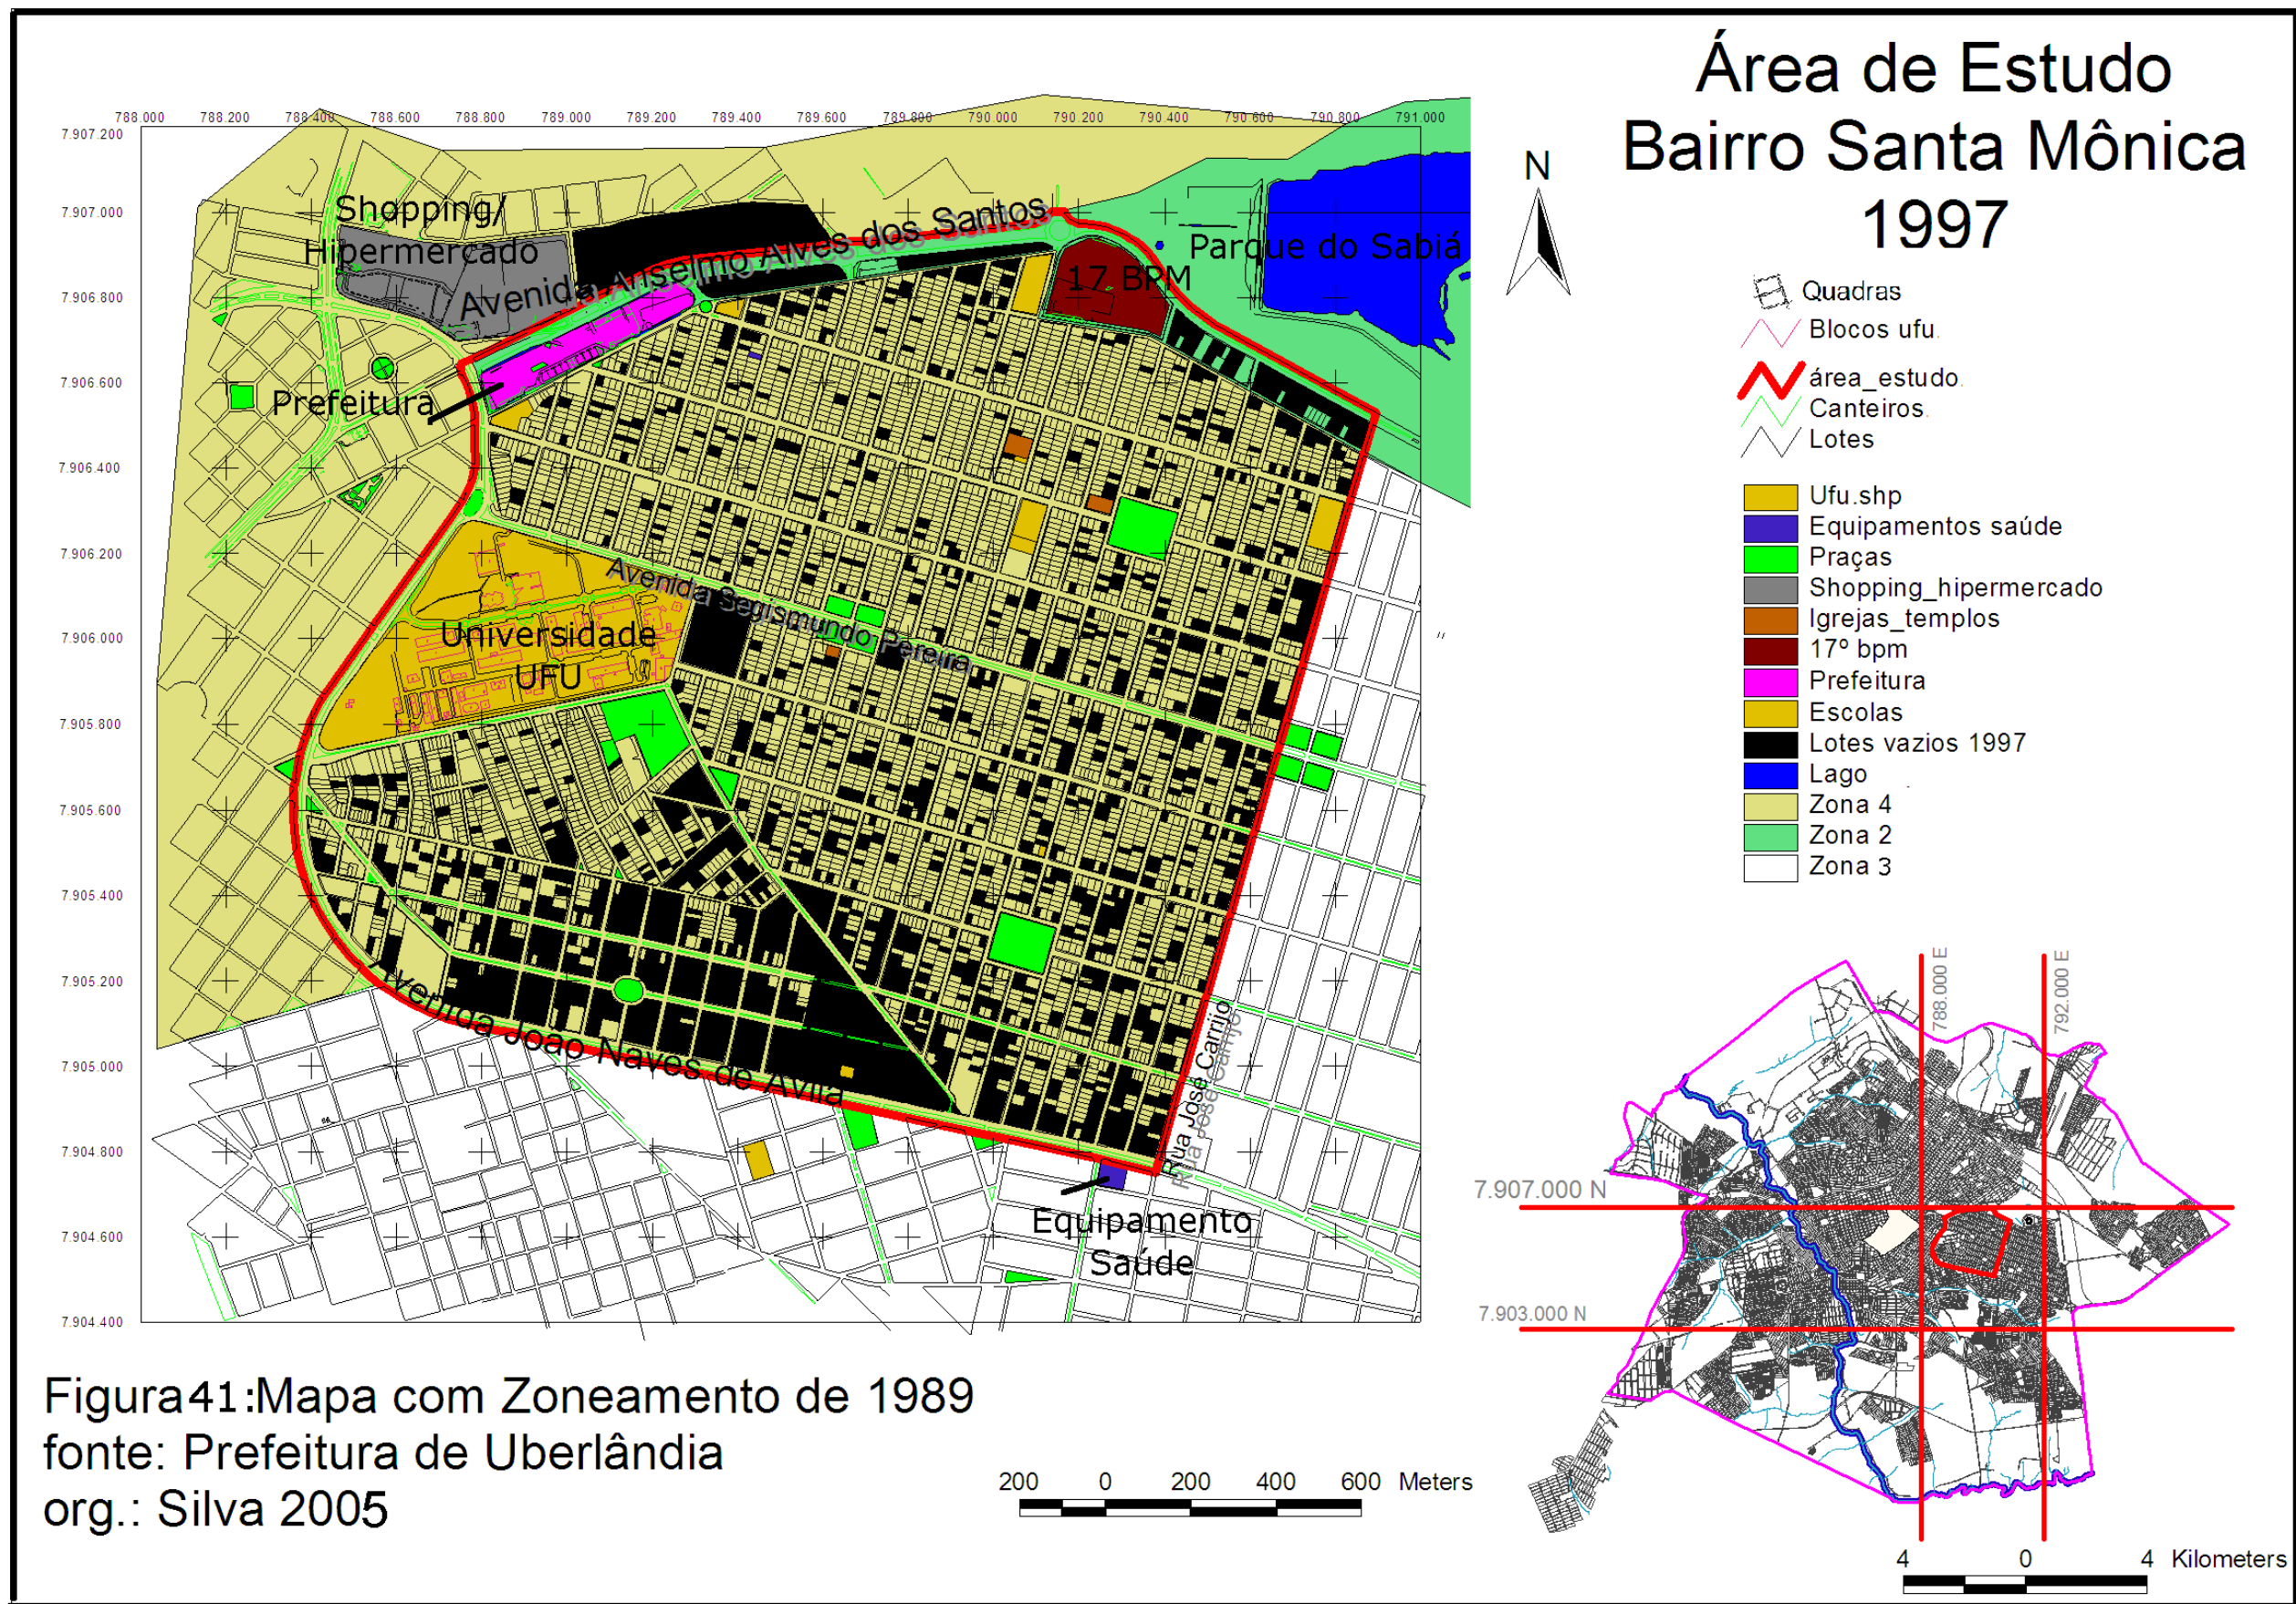 Área de Estudo
Bairro Santa Mônica
1997
788.000 788.200 788.400 788.600 788.800 789.000 789.200 789.400 789.600 789.800 790.000 790.200 790.400 790.600 790.800 791.000
7.907.200
7.907.000
7.906.800
7.906.600
7.906.400
7.906.200
7.906.000
7.905.800
7.905.600
7.905.400
7.905.200
7.905.000
7.904.800
7.904.600
7.904.400
Shopping/
Hipermercado
Avenida Anselmo Alves dos Santos
17 BPM
Parque do Sabiá
Prefeitura
Avenida Segismundo Pereira
Universidade
UFU
Avenida João Naves de Ávila
Rua José Carrijo
Equipamento
Saúde
N
Quadras
Blocos ufu.
área_estudo.
Canteiros.
Lotes
Ufu.shp
Equipamentos saúde
Praças
Shopping_hipermercado
Igrejas_templos
17º bpm
Prefeitura
Escolas
Lotes vazios 1997
Lago
Zona 4
Zona 2
Zona 3
788.000 E
792.000 E
7.907.000 N
7.903.000 N
4 0 4 Kilometers
Figura 41:Mapa com Zoneamento de 1989
fonte: Prefeitura de Uberlândia
org.: Silva 2005
200 0 200 400 600 Meters